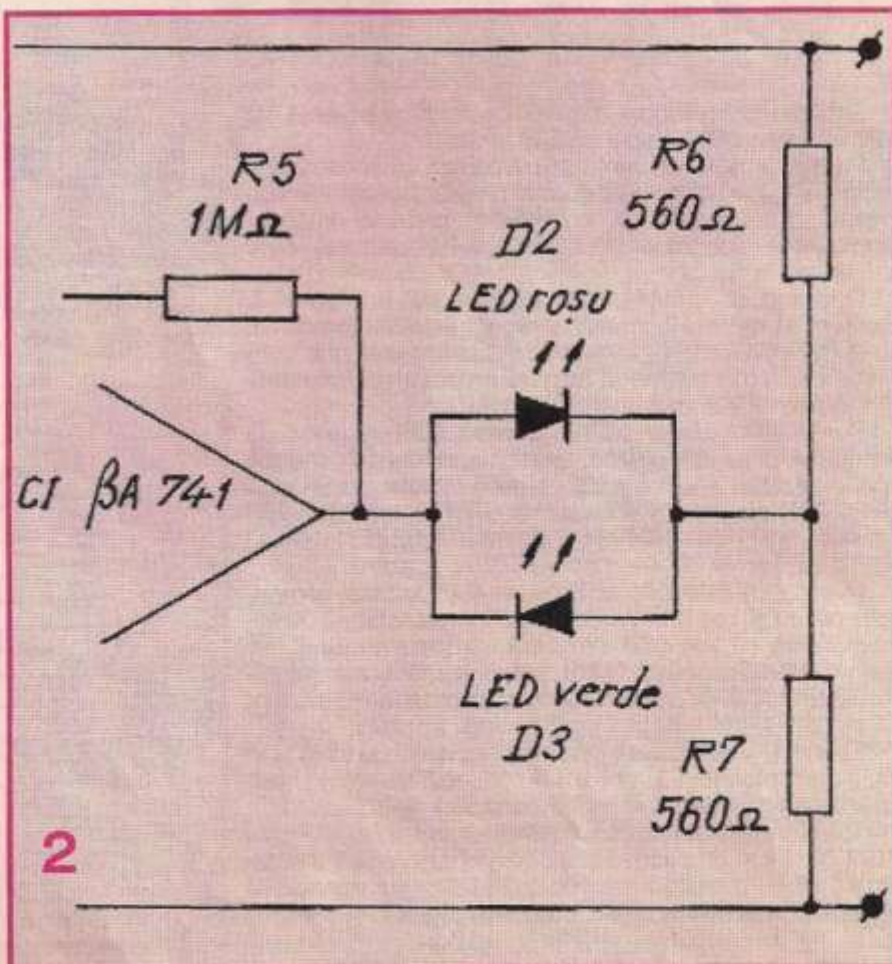 R5
1MΩ
R6
560Ω
D2
LED roșu
CI βA 741
LED verde
D3
R7
560Ω
2